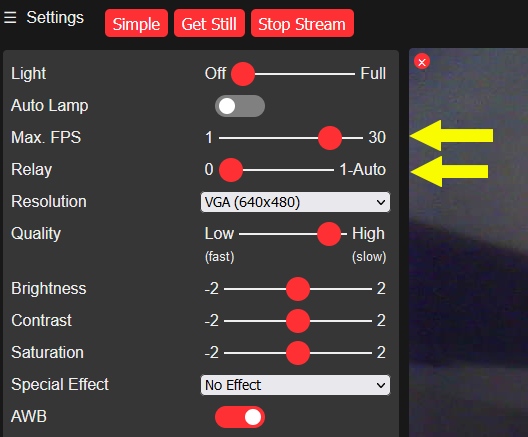 ☰ Settings Simple Get Still Stop Stream
Light Off Full
Auto Lamp
Max. FPS 1 30
Relay 0 1-Auto
Resolution VGA (640x480)
Quality Low High
(fast) (slow)
Brightness -2 2
Contrast -2 2
Saturation -2 2
Special Effect No Effect
AWB